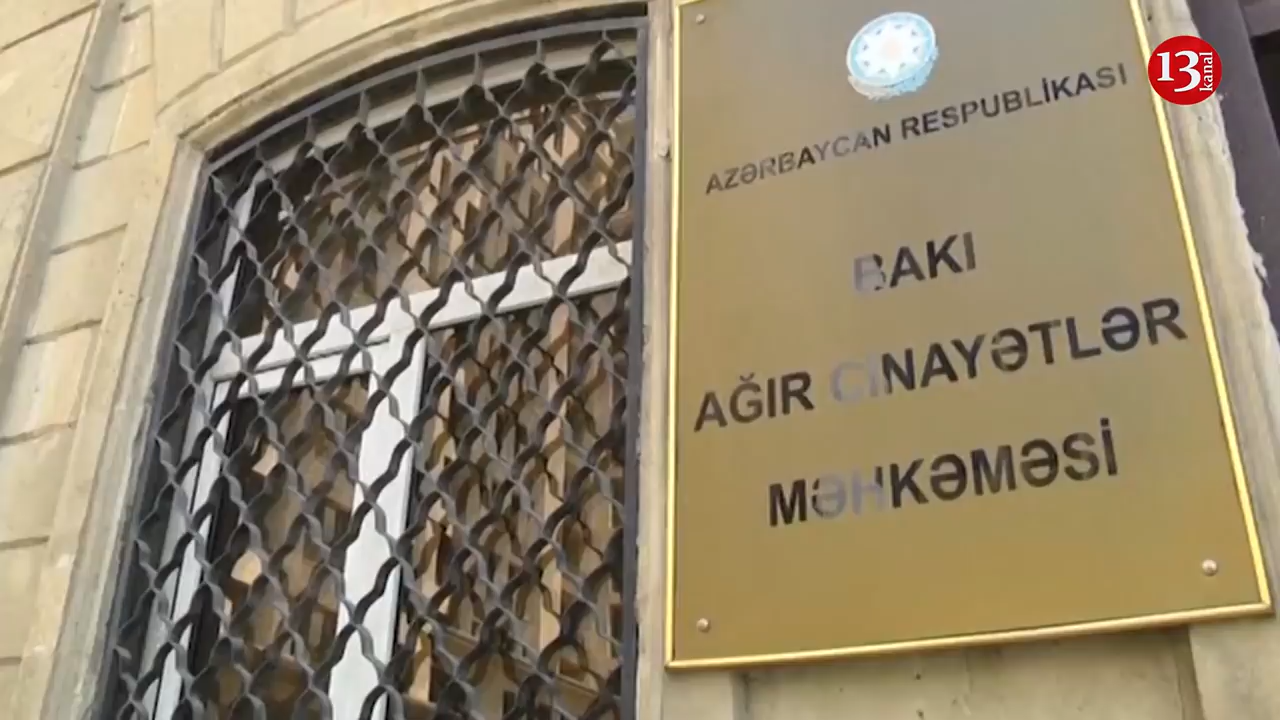 AZƏRBAYCAN RESPUBLİKASI
BAKI
AĞIR CİNAYƏTLƏR
MƏHKƏMƏSİ
13 kanal